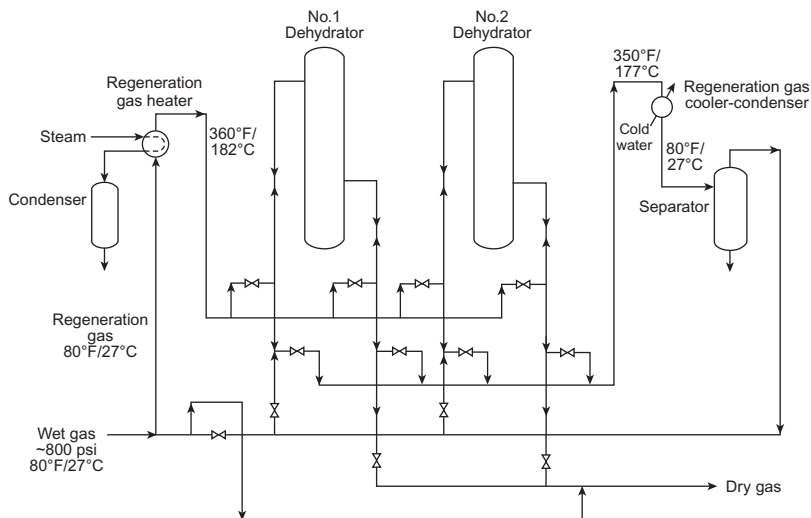 No.1
Dehydrator
No.2
Dehydrator
Regeneration
gas heater
Steam
360°F/
182°C
Condenser
350°F/
177°C
Regeneration gas
cooler-condenser
Cold
water
80°F/
27°C
Separator
Regeneration
gas
80°F/27°C
Wet gas
~800 psi
80°F/27°C
Dry gas